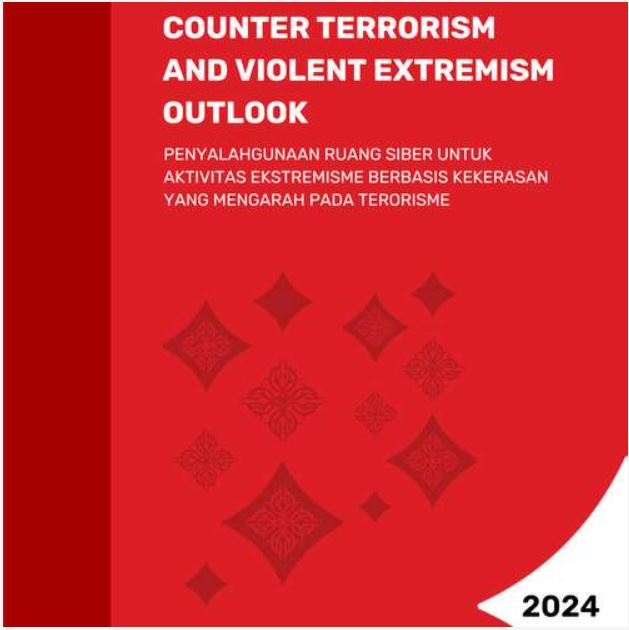 COUNTER TERRORISM
AND VIOLENT EXTREMISM
OUTLOOK
PENYALAHGUNAAN RUANG SIBER UNTUK
AKTIVITAS EKSTREMISME BERBASIS KEKERASAN
YANG MENGARAH PADA TERORISME
2024